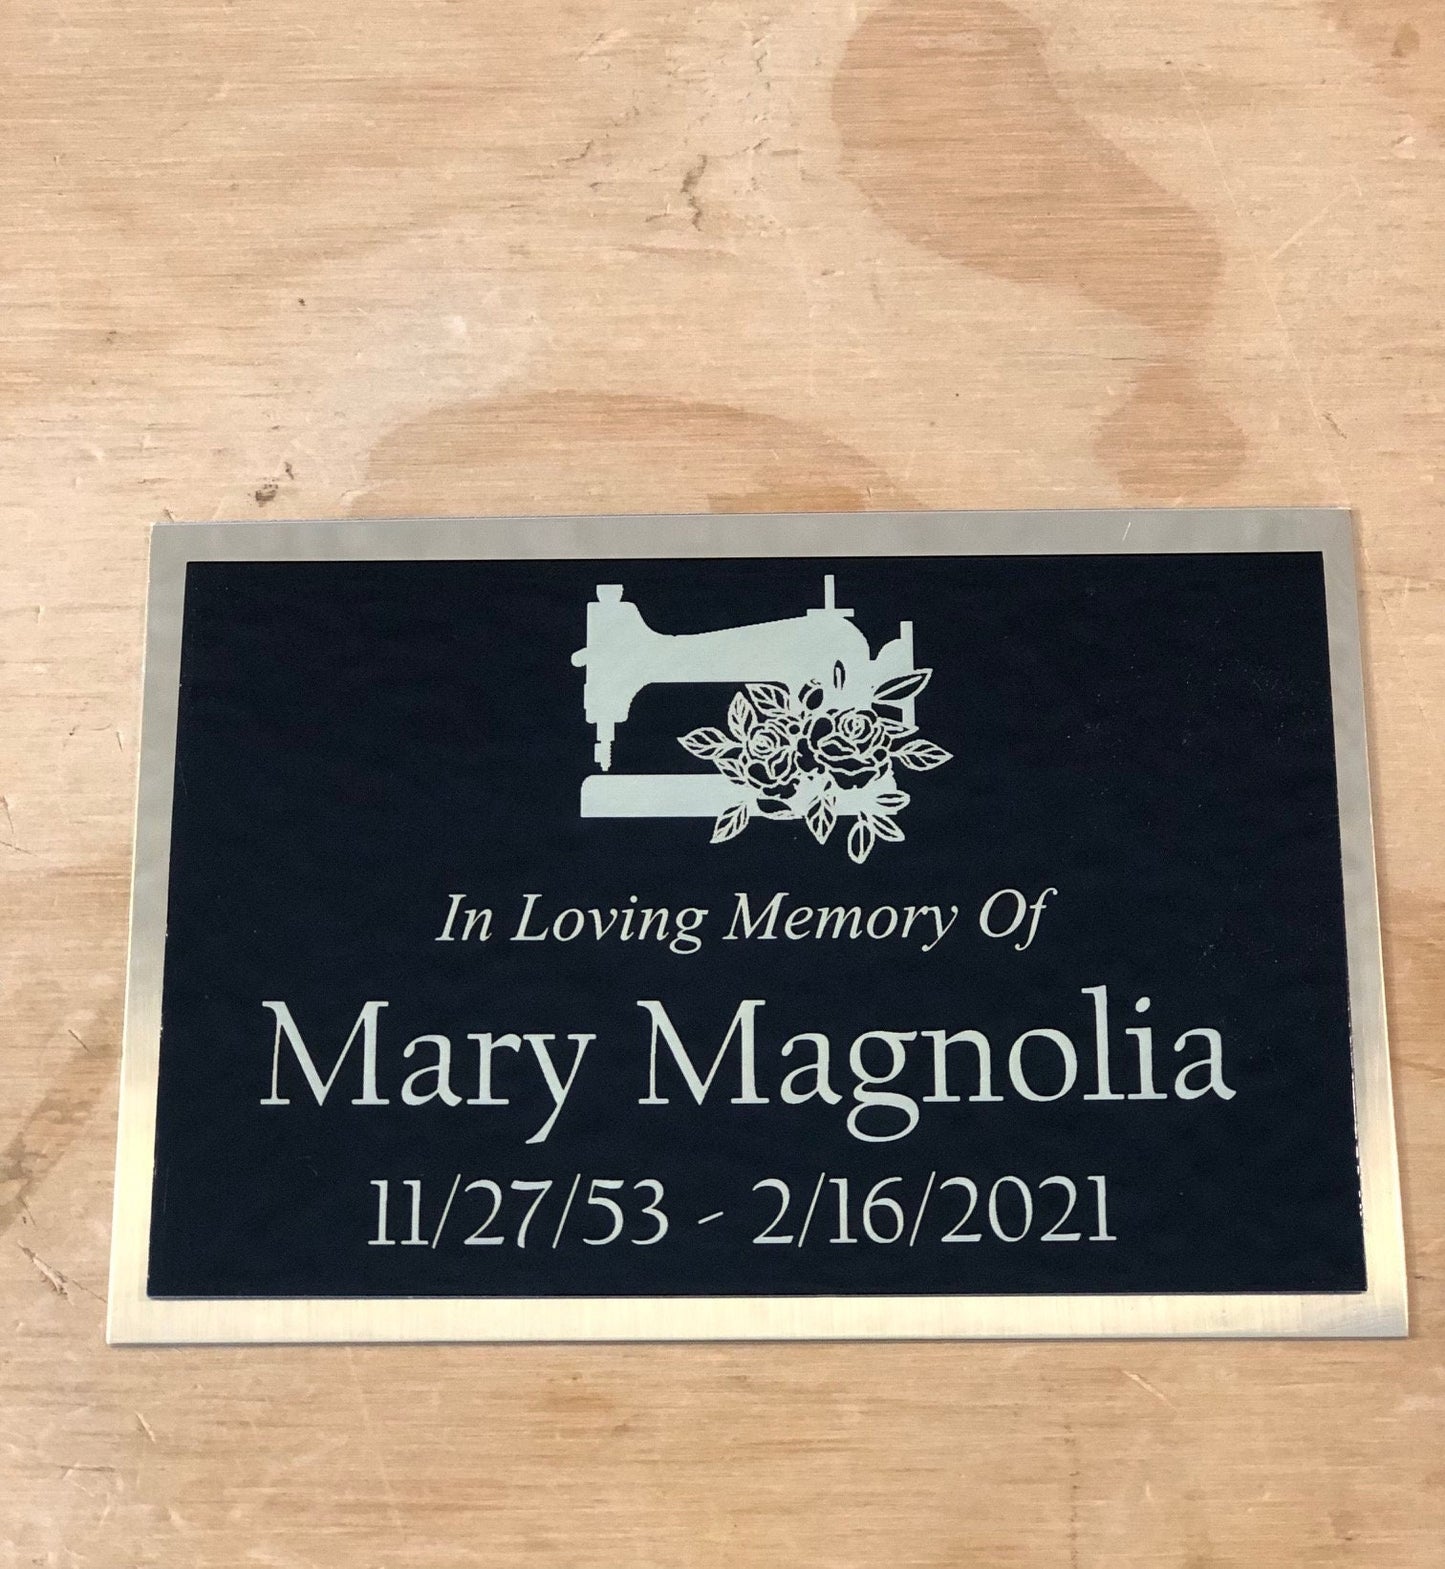 In Loving Memory Of
Mary Magnolia
11/27/53 - 2/16/2021